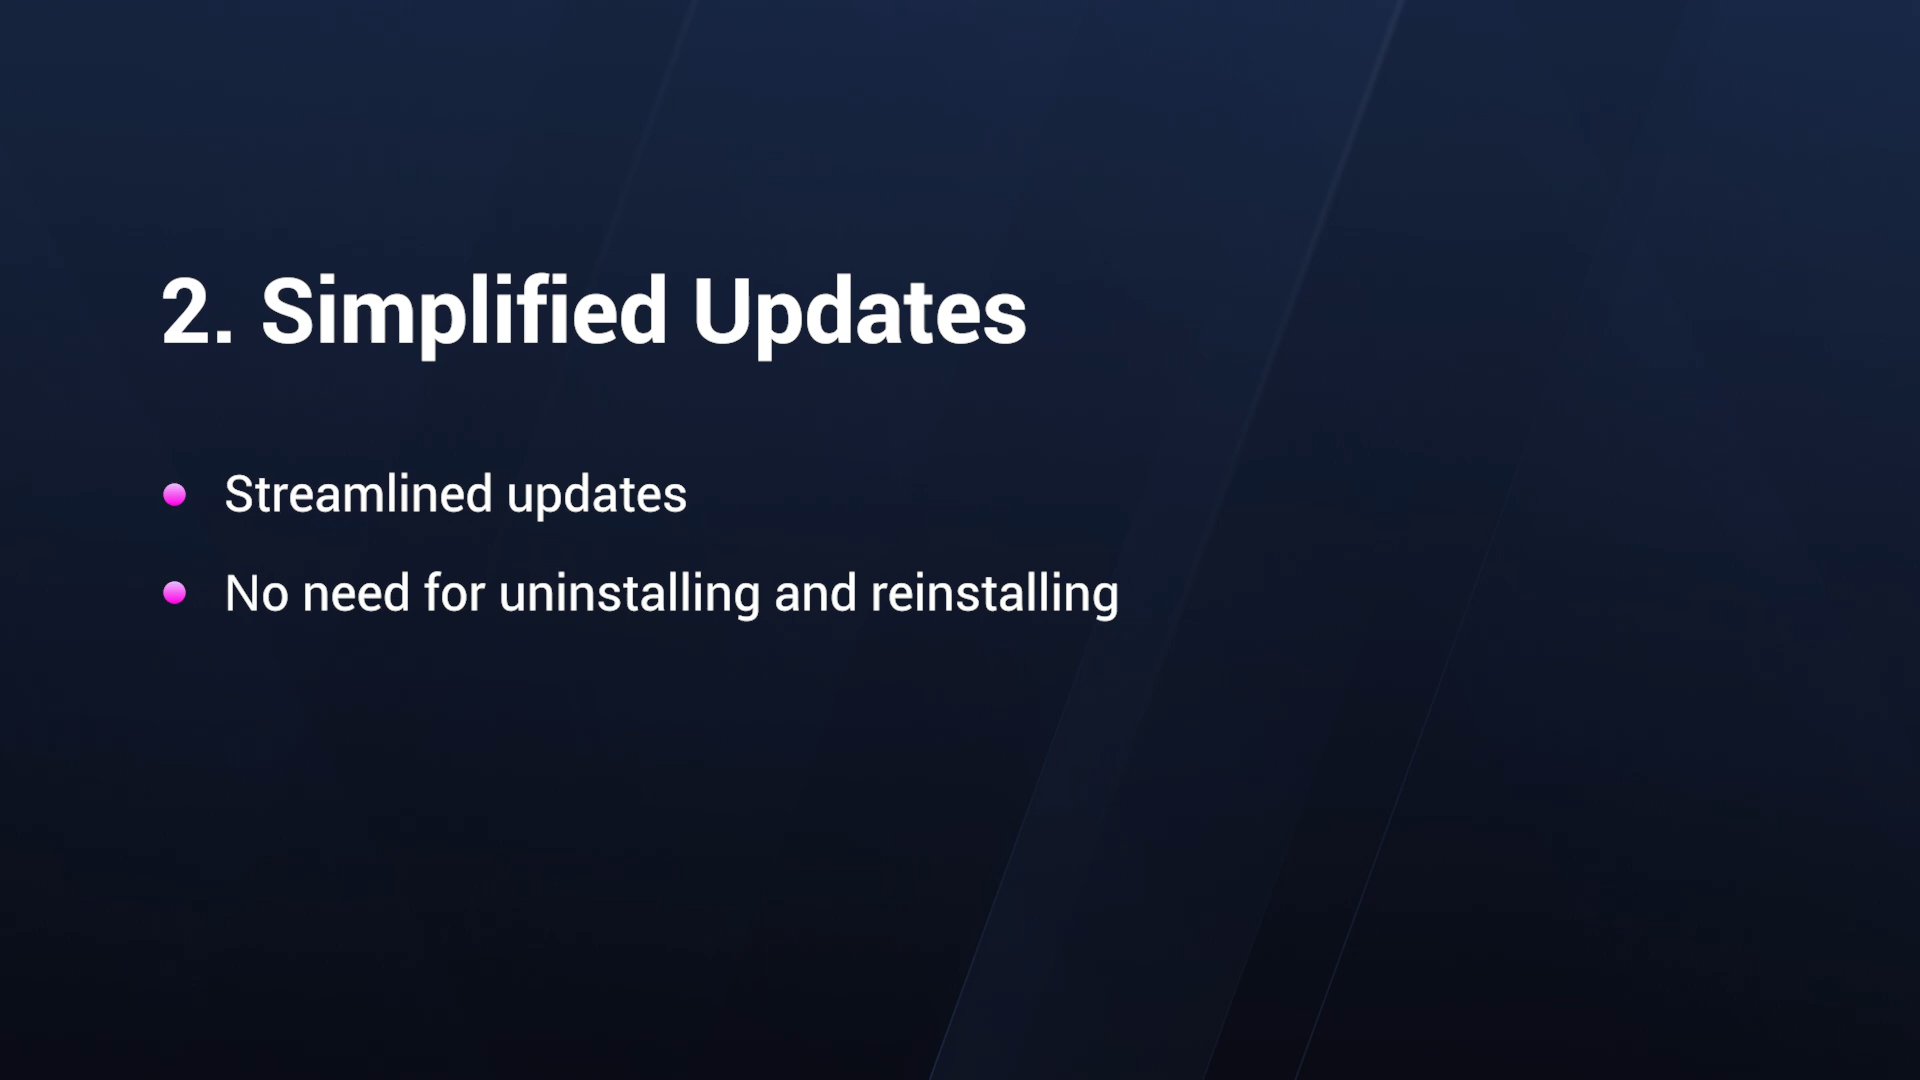 2. Simplified Updates
Streamlined updates
No need for uninstalling and reinstalling